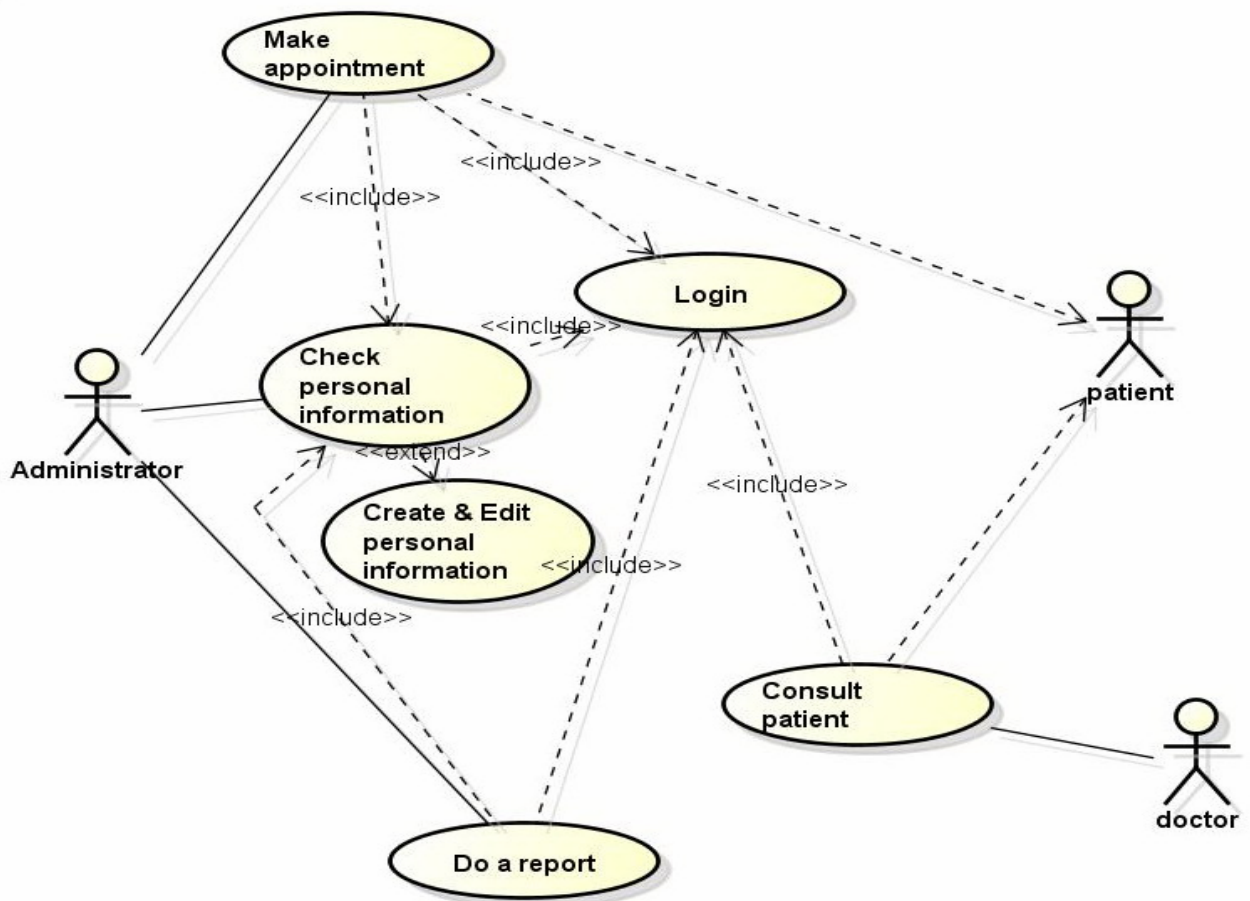 Make
appointment
<<include>>
<<include>>
Login
<<include>>
Check
personal
information
patient
Administrator
<<extend>>
<<include>>
Create & Edit
personal
information
<<include>>
<<include>>
Consult
patient
doctor
Do a report